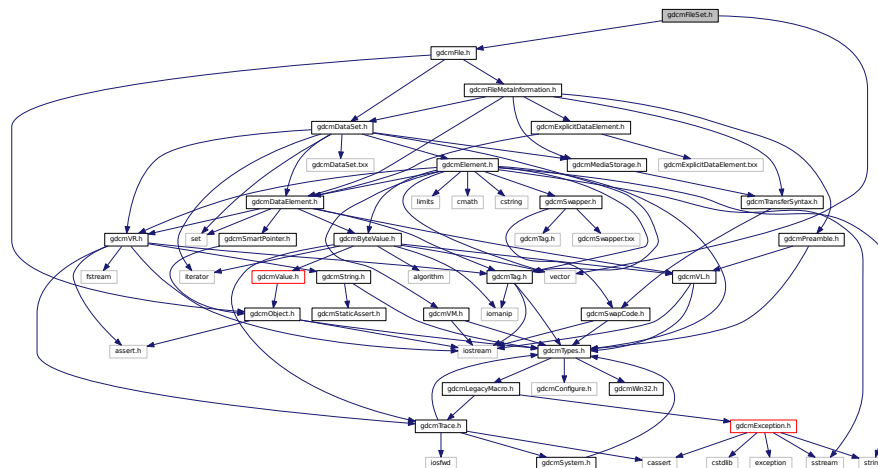 gdcmFileSet.h
gdcmFile.h
gdcmFileMetaInformation.h
gdcmDataSet.h
gdcmExplicitDataElement.h
gdcmDataSet.txx
gdcmElement.h
gdcmMediaStorage.h
gdcmExplicitDataElement.txx
gdcmDataElement.h
limits
cmath
cstring
gdcmSwapper.h
gdcmTransferSyntax.h
gdcmVR.h
set
gdcmSmartPointer.h
gdcmByteValue.h
gdcmTag.h
gdcmSwapper.txx
gdcmPreamble.h
fstream
iterator
gdcmValue.h
gdcmString.h
algorithm
gdcmTag.h
vector
gdcmVL.h
gdcmObject.h
gdcmStaticAssert.h
gdcmVM.h
iomanip
gdcmSwapCode.h
assert.h
iostream
gdcmTypes.h
gdcmLegacyMacro.h
gdcmConfigure.h
gdcmWin32.h
gdcmTrace.h
gdcmException.h
iosfwd
gdcmSystem.h
cassert
cstdlib
exception
sstream